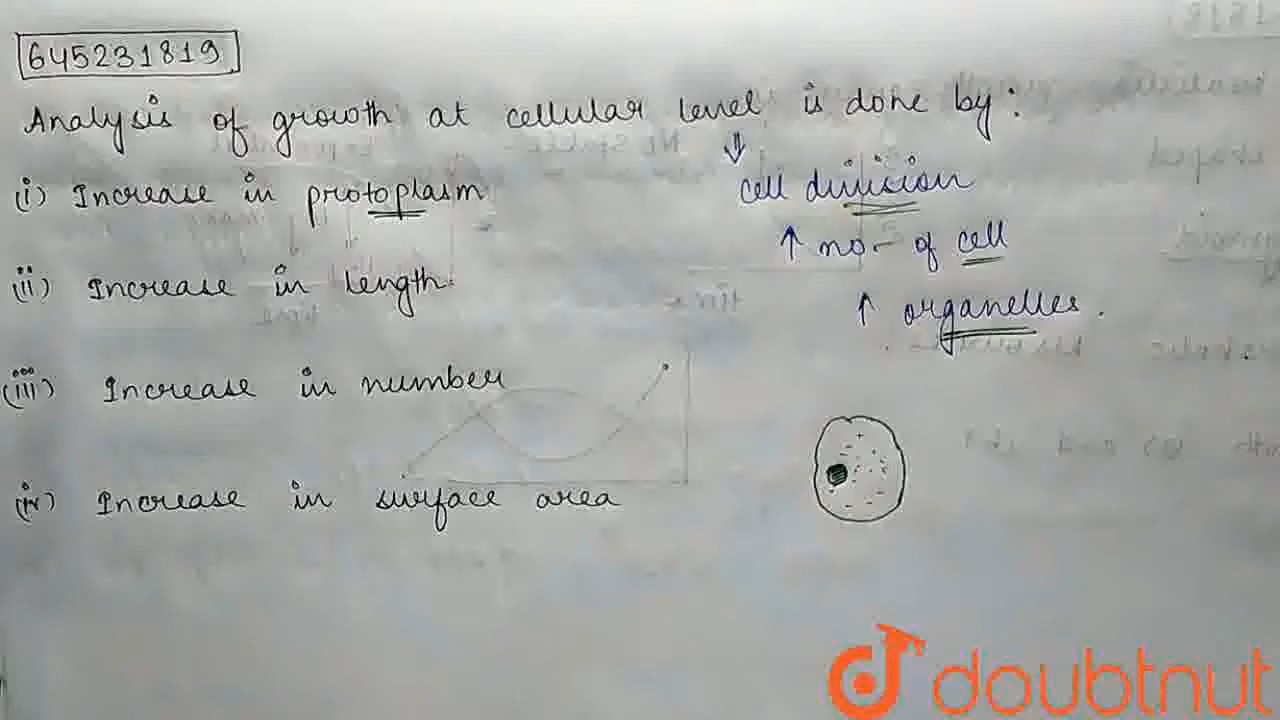 645231819
Analysis of growth at cellular level is done by:
(i) Increase in protoplasm
(ii) Increase in length.
(iii) Increase in number
(iv) Increase in surface area
⇓
cell division
↑ no. of cell
↑ organelles.
doubtnut